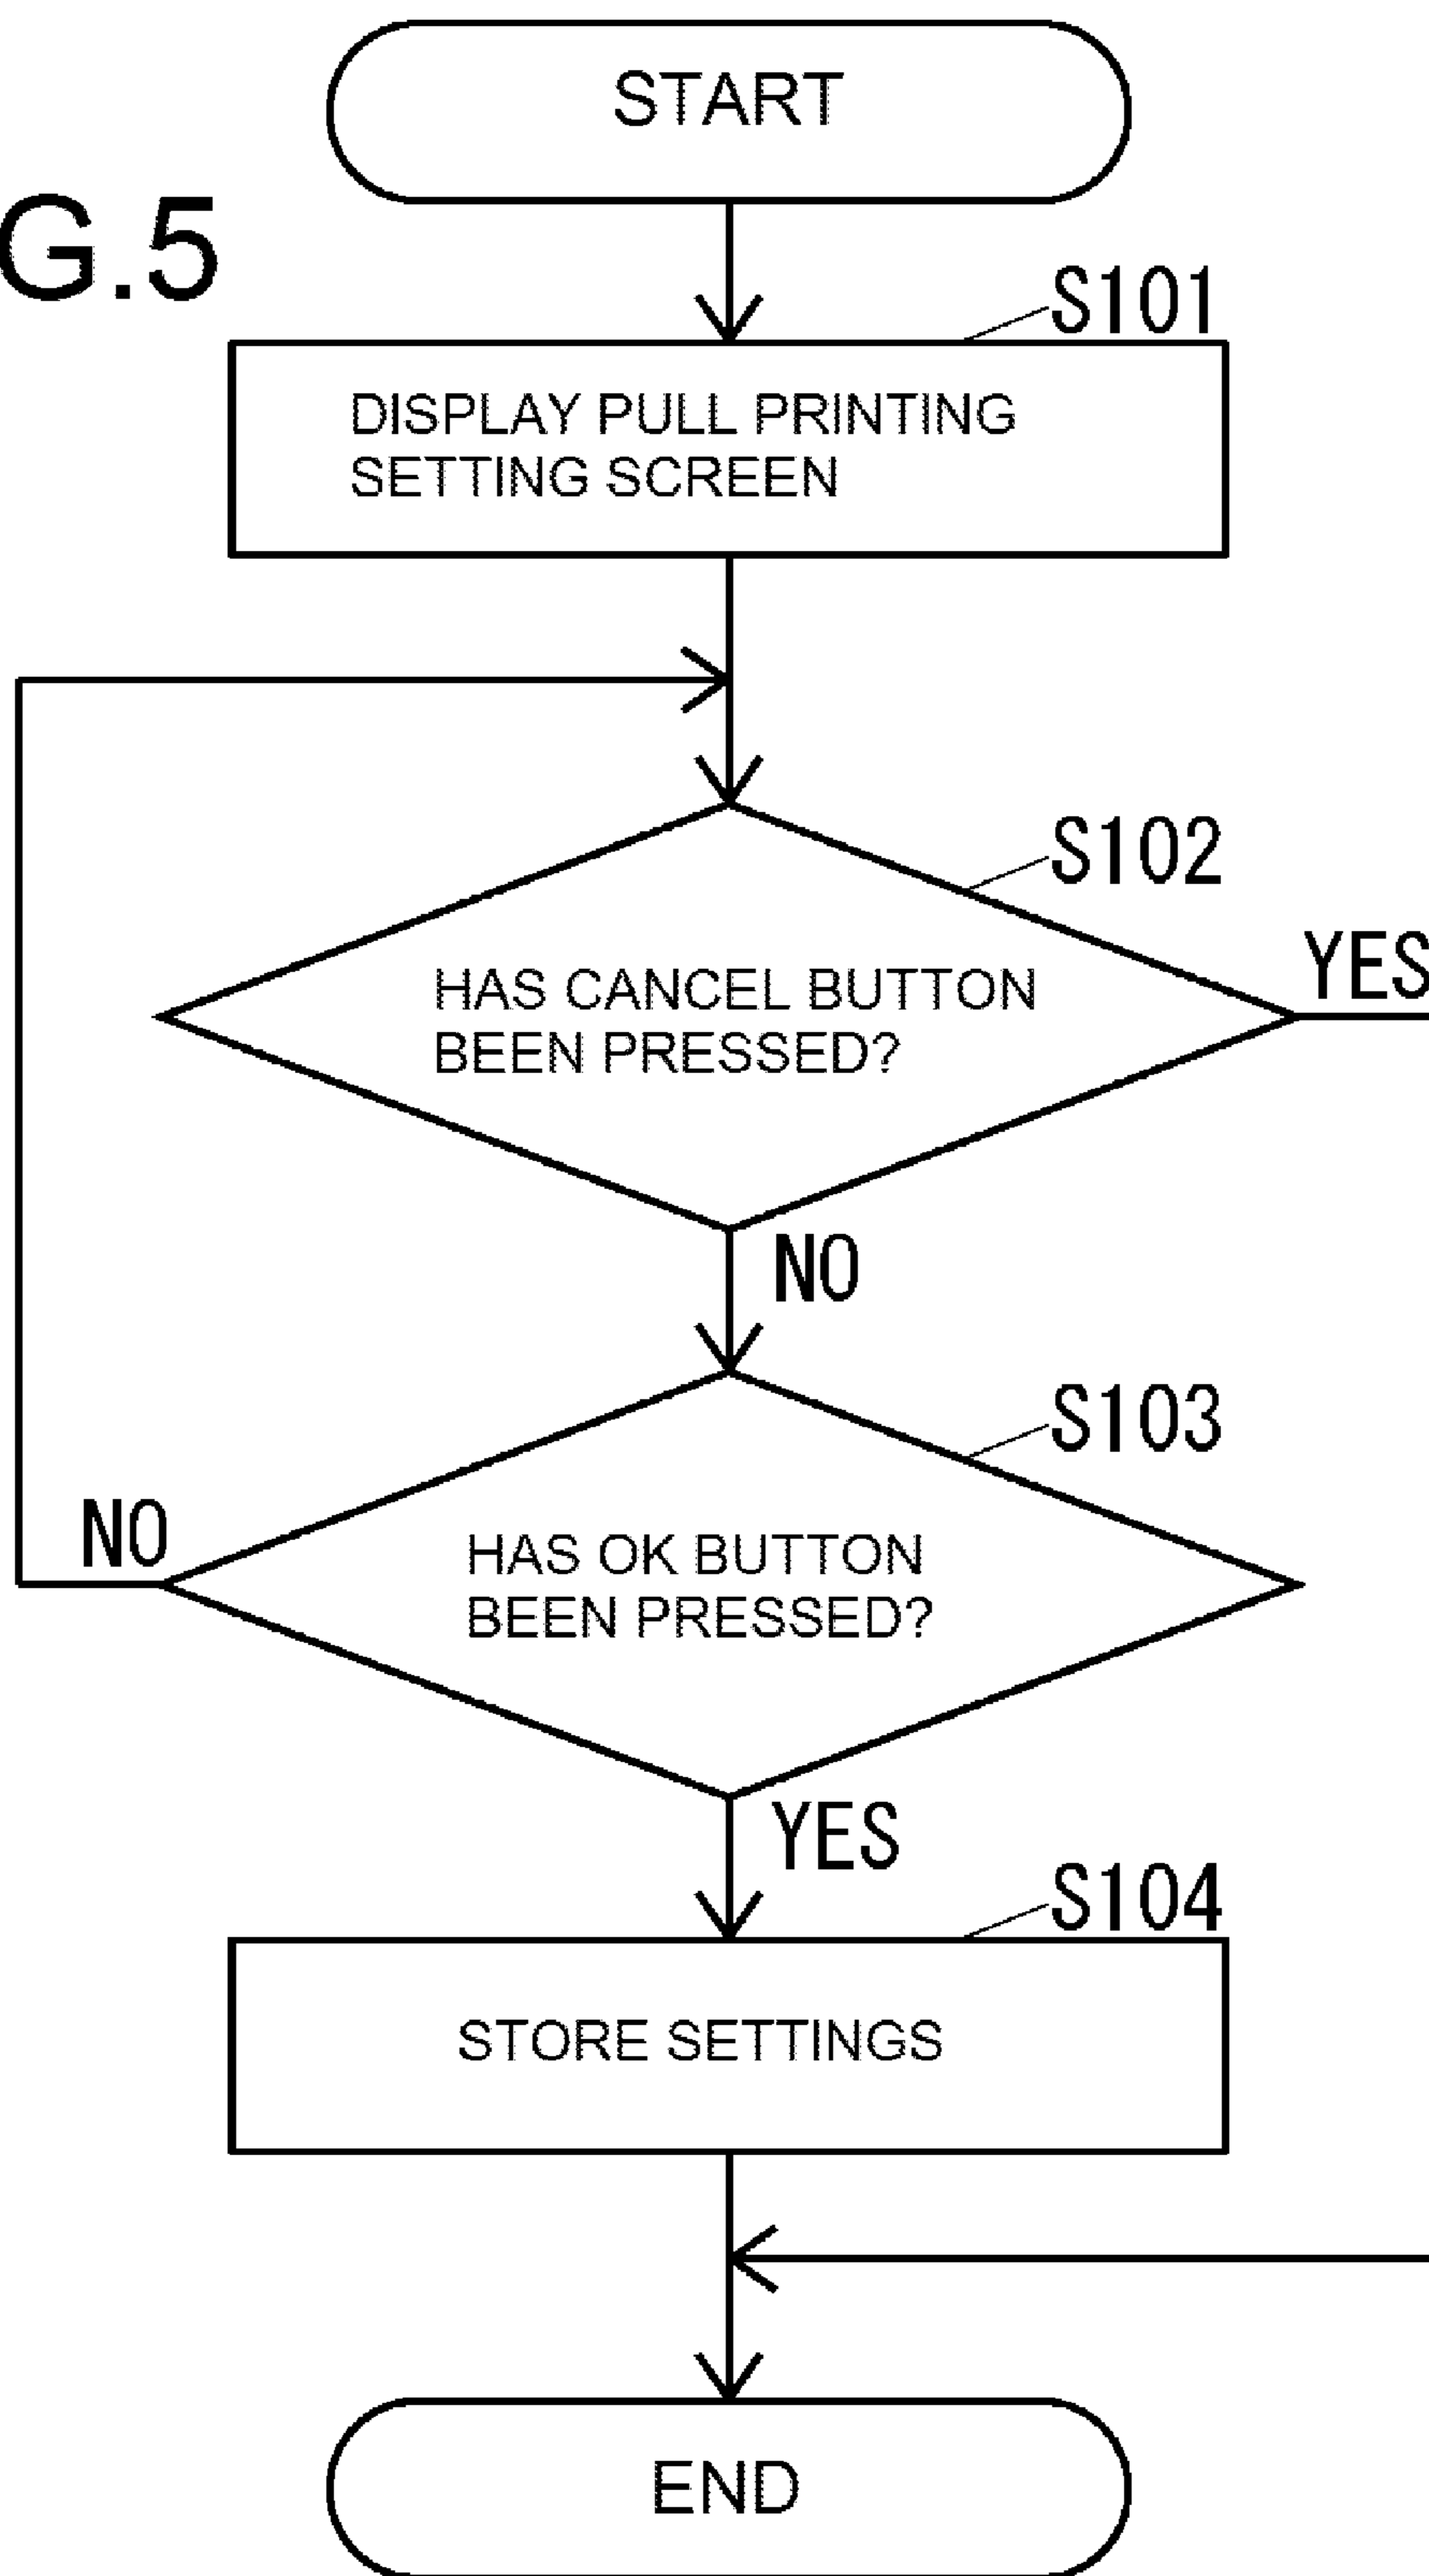 START
G.5
S101
DISPLAY PULL PRINTING
SETTING SCREEN
S102
YES
HAS CANCEL BUTTON
BEEN PRESSED?
NO
S103
NO
HAS OK BUTTON
BEEN PRESSED?
YES
S104
STORE SETTINGS
END